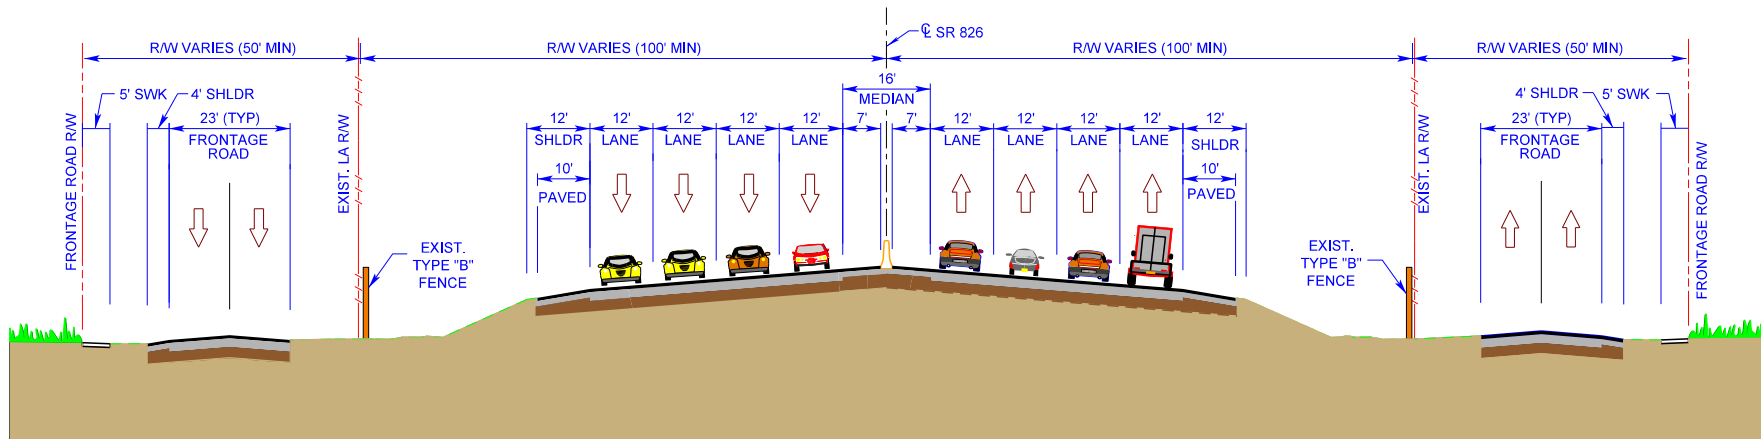 ℄ SR 826
R/W VARIES (50' MIN)
R/W VARIES (100' MIN)
R/W VARIES (100' MIN)
R/W VARIES (50' MIN)
16'
MEDIAN
5' SWK
4' SHLDR
23' (TYP)
FRONTAGE
ROAD
12'
SHLDR
12'
LANE
12'
LANE
12'
LANE
12'
LANE
7'
7'
12'
LANE
12'
LANE
12'
LANE
12'
LANE
12'
SHLDR
4' SHLDR
5' SWK
23' (TYP)
FRONTAGE
ROAD
10'
PAVED
10'
PAVED
FRONTAGE ROAD R/W
EXIST. LA R/W
EXIST. LA R/W
FRONTAGE ROAD R/W
EXIST.
TYPE "B"
FENCE
EXIST.
TYPE "B"
FENCE